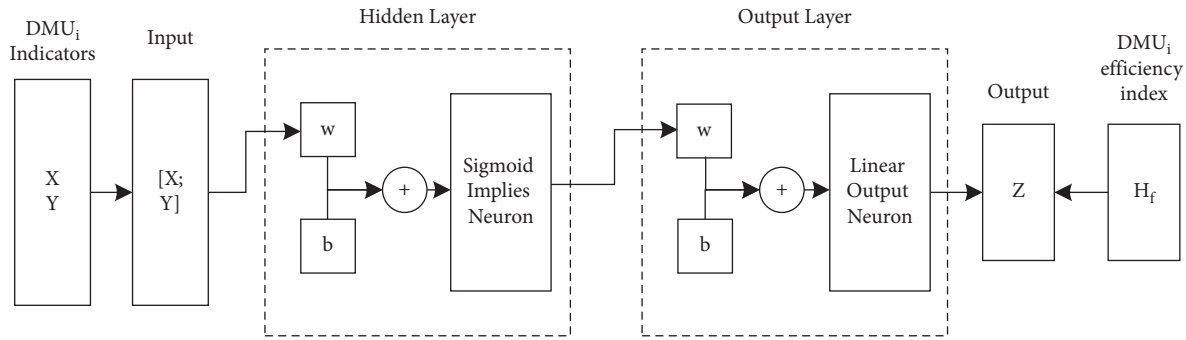 DMUi
Indicators
Input
Hidden Layer
Output Layer
Output
DMUi
efficiency
index
X
Y
[X;
Y]
w
b
+
Sigmoid
Implies
Neuron
w
b
+
Linear
Output
Neuron
Z
Hf